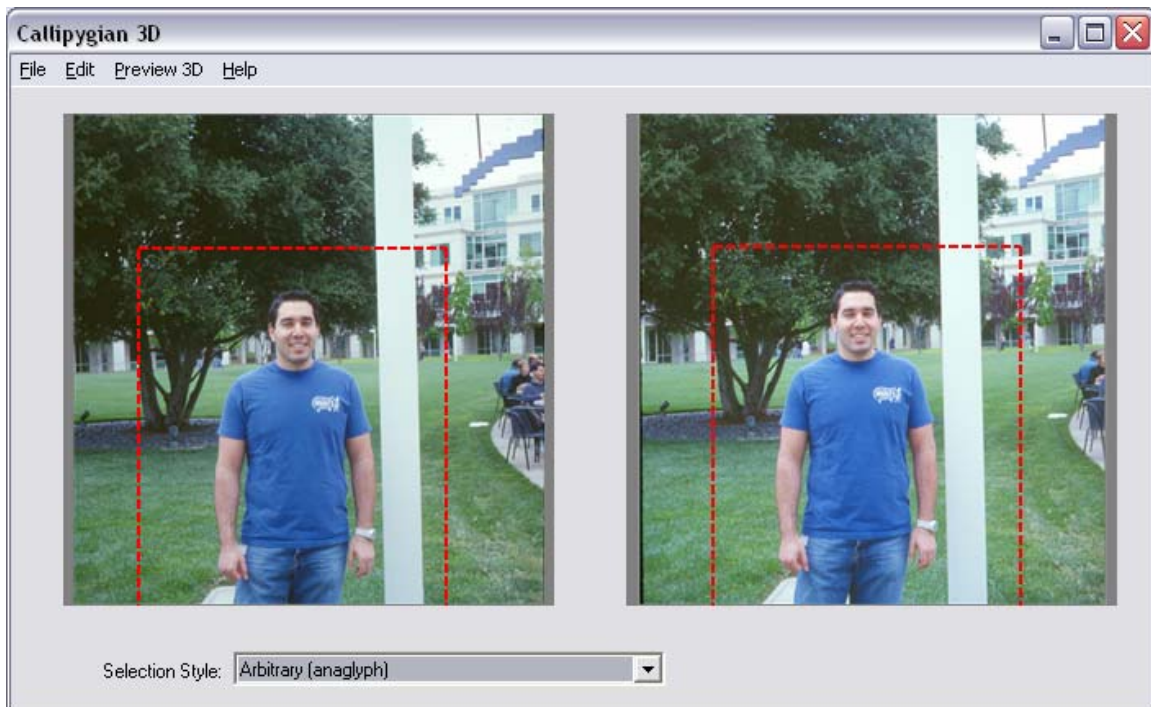 Callipygian 3D
File Edit Preview 3D Help
Selection Style: Arbitrary (anaglyph)